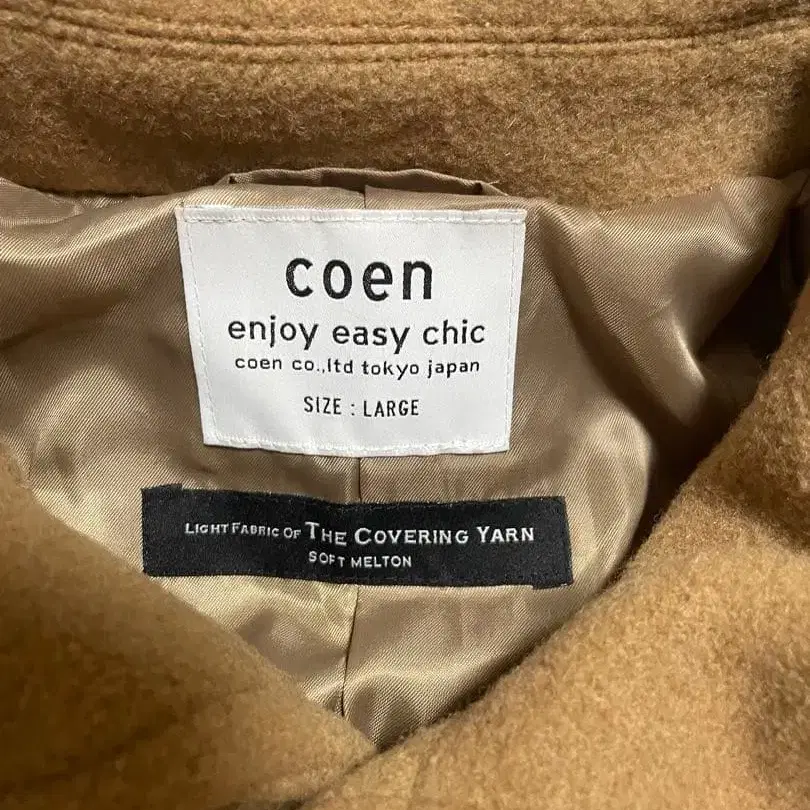 coen
enjoy easy chic
coen co.,ltd tokyo japan
SIZE : LARGE
LIGHT FABRIC OF THE COVERING YARN
SOFT MELTON